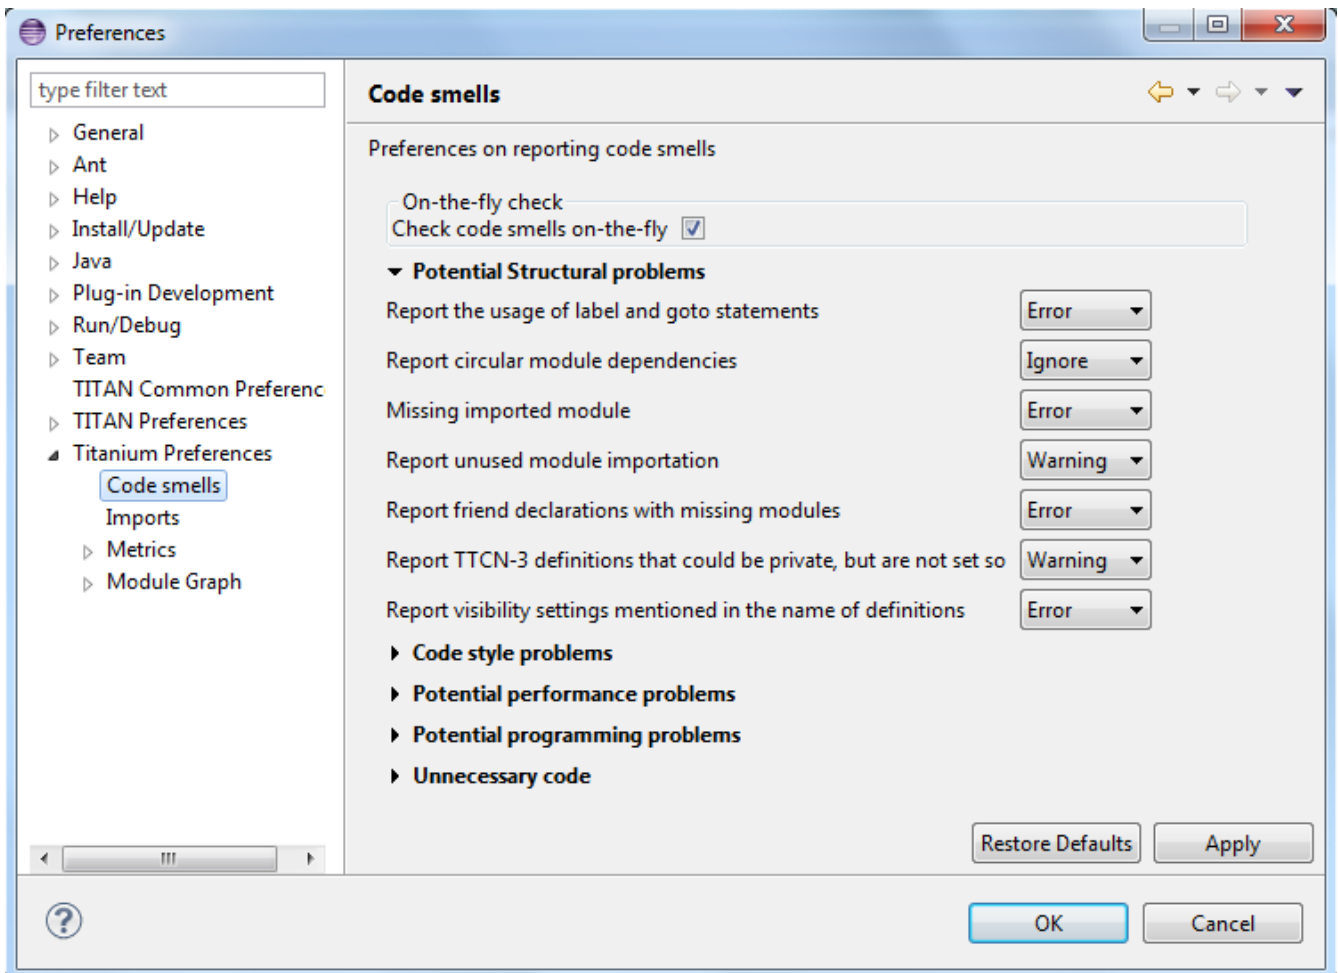 Preferences
type filter text
General
Ant
Help
Install/Update
Java
Plug-in Development
Run/Debug
Team
TITAN Common Preferenc
TITAN Preferences
Titanium Preferences
Code smells
Imports
Metrics
Module Graph
Code smells
Preferences on reporting code smells
On-the-fly check
Check code smells on-the-fly
Potential Structural problems
Report the usage of label and goto statements Error
Report circular module dependencies Ignore
Missing imported module Error
Report unused module importation Warning
Report friend declarations with missing modules Error
Report TTCN-3 definitions that could be private, but are not set so Warning
Report visibility settings mentioned in the name of definitions Error
Code style problems
Potential performance problems
Potential programming problems
Unnecessary code
Restore Defaults Apply
? OK Cancel